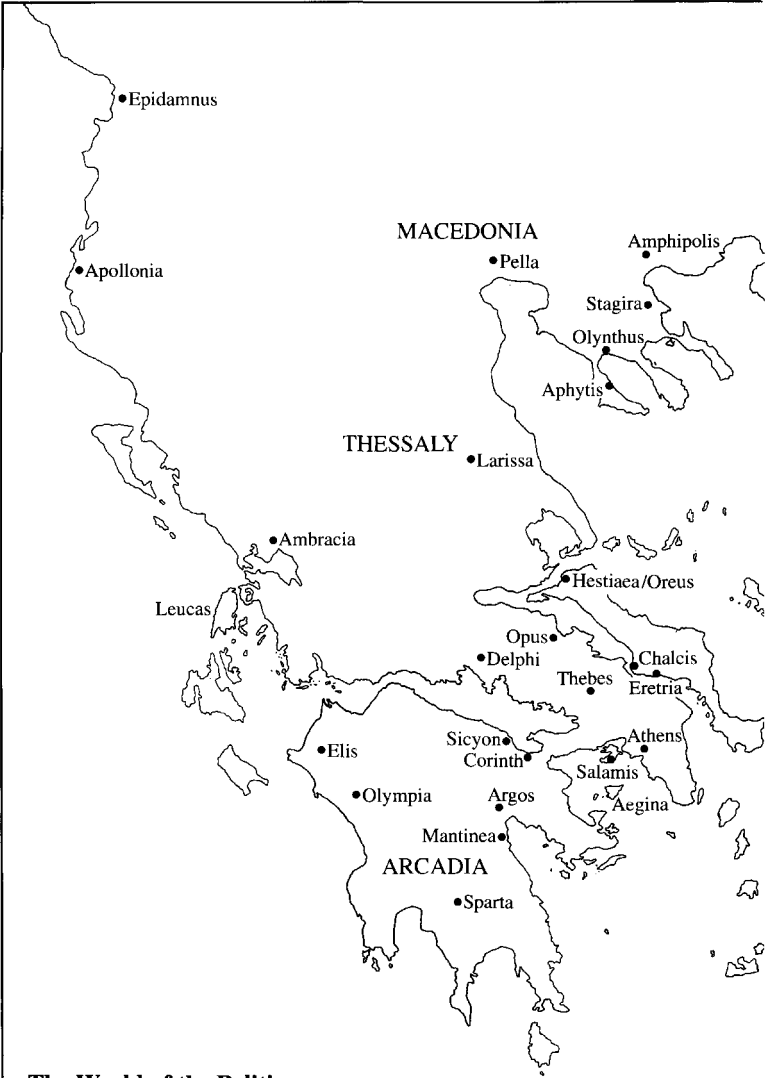 Epidamnus
MACEDONIA
Amphipolis
Pella
Apollonia
Stagira
Olynthus
Aphytis
THESSALY
Larissa
Ambracia
Hestiaea/Oreus
Leucas
Opus
Delphi
Chalcis
Thebes
Eretria
Sicyon
Athens
Elis
Corinth
Salamis
Olympia
Argos
Aegina
Mantinea
ARCADIA
Sparta